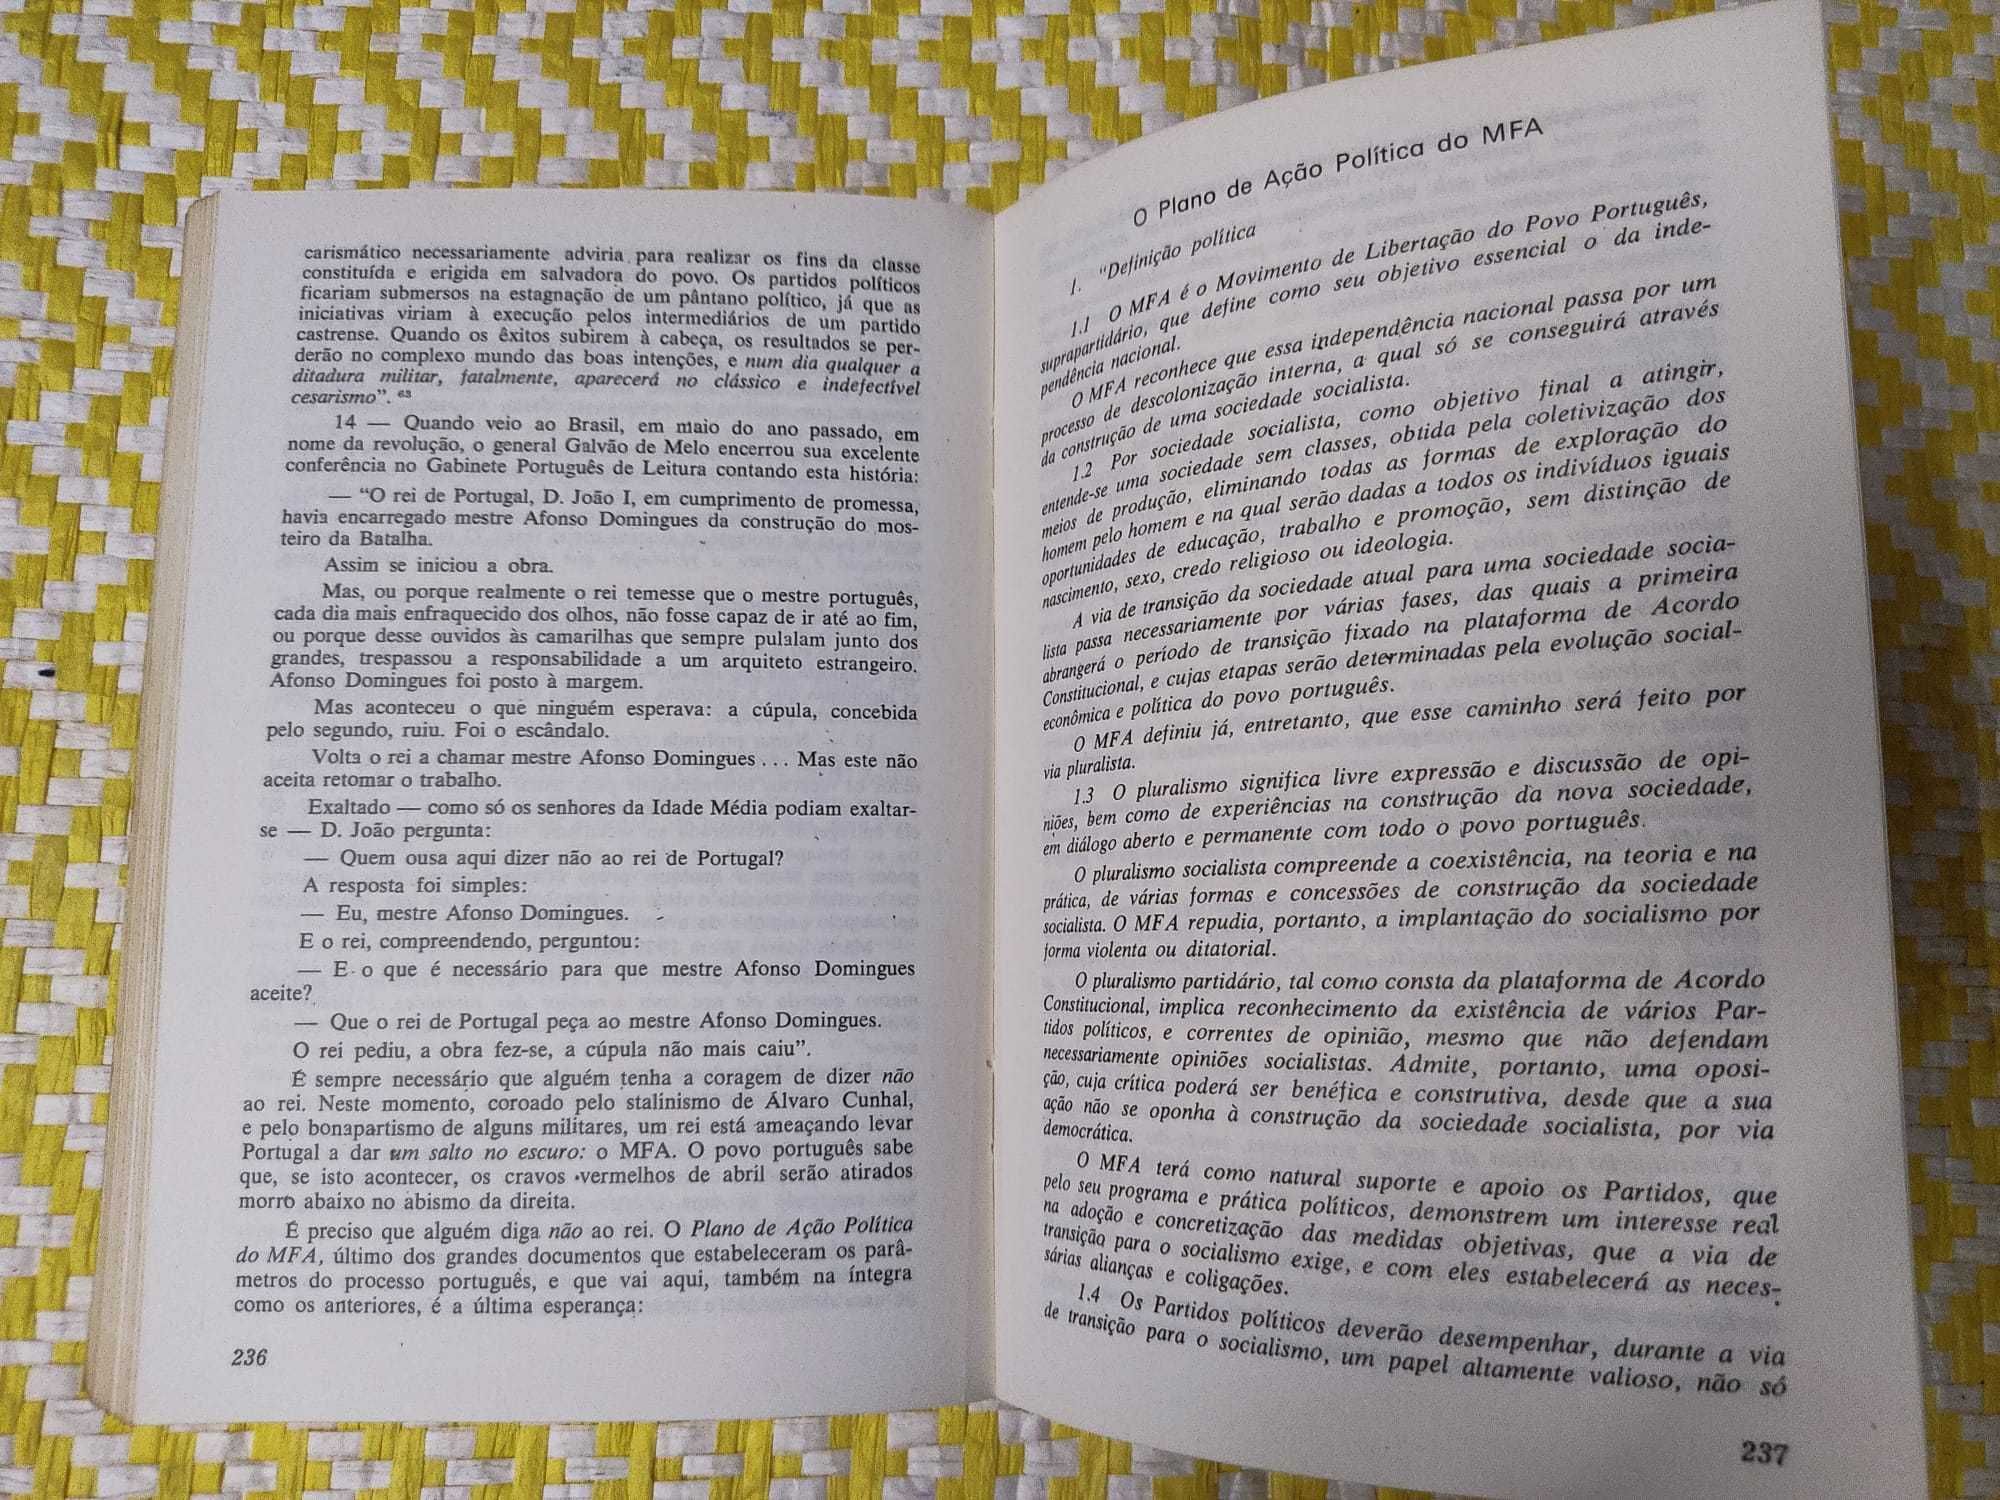 carismático necessariamente adviria para realizar os fins da classe
constituída e erigida em salvadora do povo. Os partidos políticos
ficariam submersos na estagnação de um pântano político, já que as
iniciativas viriam à execução pelos intermediários de um partido
castrense. Quando os êxitos subirem à cabeça, os resultados se per-
derão no complexo mundo das boas intenções, e num dia qualquer a
ditadura militar, fatalmente, aparecerá no clássico e indefectível
cesarismo”. 63
14 — Quando veio ao Brasil, em maio do ano passado, em
nome da revolução, o general Galvão de Melo encerrou sua excelente
conferência no Gabinete Português de Leitura contando esta história:
— “O rei de Portugal, D. João I, em cumprimento de promessa,
havia encarregado mestre Afonso Domingues da construção do mos-
teiro da Batalha.
Assim se iniciou a obra.
Mas, ou porque realmente o rei temesse que o mestre português,
cada dia mais enfraquecido dos olhos, não fosse capaz de ir até ao fim,
ou porque desse ouvidos às camarilhas que sempre pulalam junto dos
grandes, trespassou a responsabilidade a um arquiteto estrangeiro.
Afonso Domingues foi posto à margem.
Mas aconteceu o que ninguém esperava: a cúpula, concebida
pelo segundo, ruiu. Foi o escândalo.
Volta o rei a chamar mestre Afonso Domingues... Mas este não
aceita retomar o trabalho.
Exaltado — como só os senhores da Idade Média podiam exaltar-
se — D. João pergunta:
— Quem ousa aqui dizer não ao rei de Portugal?
A resposta foi simples:
— Eu, mestre Afonso Domingues.
E o rei, compreendendo, perguntou:
— E o que é necessário para que mestre Afonso Domingues
aceite?
— Que o rei de Portugal peça ao mestre Afonso Domingues.
O rei pediu, a obra fez-se, a cúpula não mais caiu”.
É sempre necessário que alguém tenha a coragem de dizer não
ao rei. Neste momento, coroado pelo stalinismo de Álvaro Cunhal,
e pelo bonapartismo de alguns militares, um rei está ameaçando levar
Portugal a dar um salto no escuro: o MFA. O povo português sabe
que, se isto acontecer, os cravos vermelhos de abril serão atirados
morro abaixo no abismo da direita.
É preciso que alguém diga não ao rei. O Plano de Ação Política
do MFA, último dos grandes documentos que estabeleceram os parâ-
metros do processo português, e que vai aqui, também na íntegra
como os anteriores, é a última esperança:
236
O Plano de Ação Política do MFA
1. “Definição política
1.1 O MFA é o Movimento de Libertação do Povo Português,
suprapartidário, que define como seu objetivo essencial o da inde-
pendência nacional.
O MFA reconhece que essa independência nacional passa por um
processo de descolonização interna, a qual só se conseguirá através
da construção de uma sociedade socialista.
1.2 Por sociedade socialista, como objetivo final a atingir,
entende-se uma sociedade sem classes, obtida pela coletivização dos
meios de produção, eliminando todas as formas de exploração do
homem pelo homem e na qual serão dadas a todos os indivíduos iguais
oportunidades de educação, trabalho e promoção, sem distinção de
nascimento, sexo, credo religioso ou ideologia.
A via de transição da sociedade atual para uma sociedade socia-
lista passa necessariamente por várias fases, das quais a primeira
abrangerá o período de transição fixado na plataforma de Acordo
Constitucional, e cujas etapas serão determinadas pela evolução social-
econômica e política do povo português.
O MFA definiu já, entretanto, que esse caminho será feito por
via pluralista.
1.3 O pluralismo significa livre expressão e discussão de opi-
niões, bem como de experiências na construção da nova sociedade,
em diálogo aberto e permanente com todo o povo português.
O pluralismo socialista compreende a coexistência, na teoria e na
prática, de várias formas e concessões de construção da sociedade
socialista. O MFA repudia, portanto, a implantação do socialismo por
forma violenta ou ditatorial.
O pluralismo partidário, tal como consta da plataforma de Acordo
Constitucional, implica reconhecimento da existência de vários Par-
tidos políticos, e correntes de opinião, mesmo que não defendam
necessariamente opiniões socialistas. Admite, portanto, uma oposi-
ção, cuja crítica poderá ser benéfica e construtiva, desde que a sua
ação não se oponha à construção da sociedade socialista, por via
democrática.
O MFA terá como natural suporte e apoio os Partidos, que
pelo seu programa e prática políticos, demonstrem um interesse real
na adoção e concretização das medidas objetivas, que a via de
transição para o socialismo exige, e com eles estabelecerá as neces-
sárias alianças e coligações.
1.4 Os Partidos políticos deverão desempenhar, durante a via
de transição para o socialismo, um papel altamente valioso, não só
237